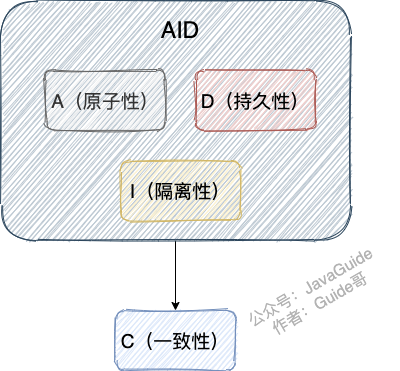 AID
A（原子性）
D（持久性）
I（隔离性）
C（一致性）
公众号：JavaGuide
作者：Guide哥